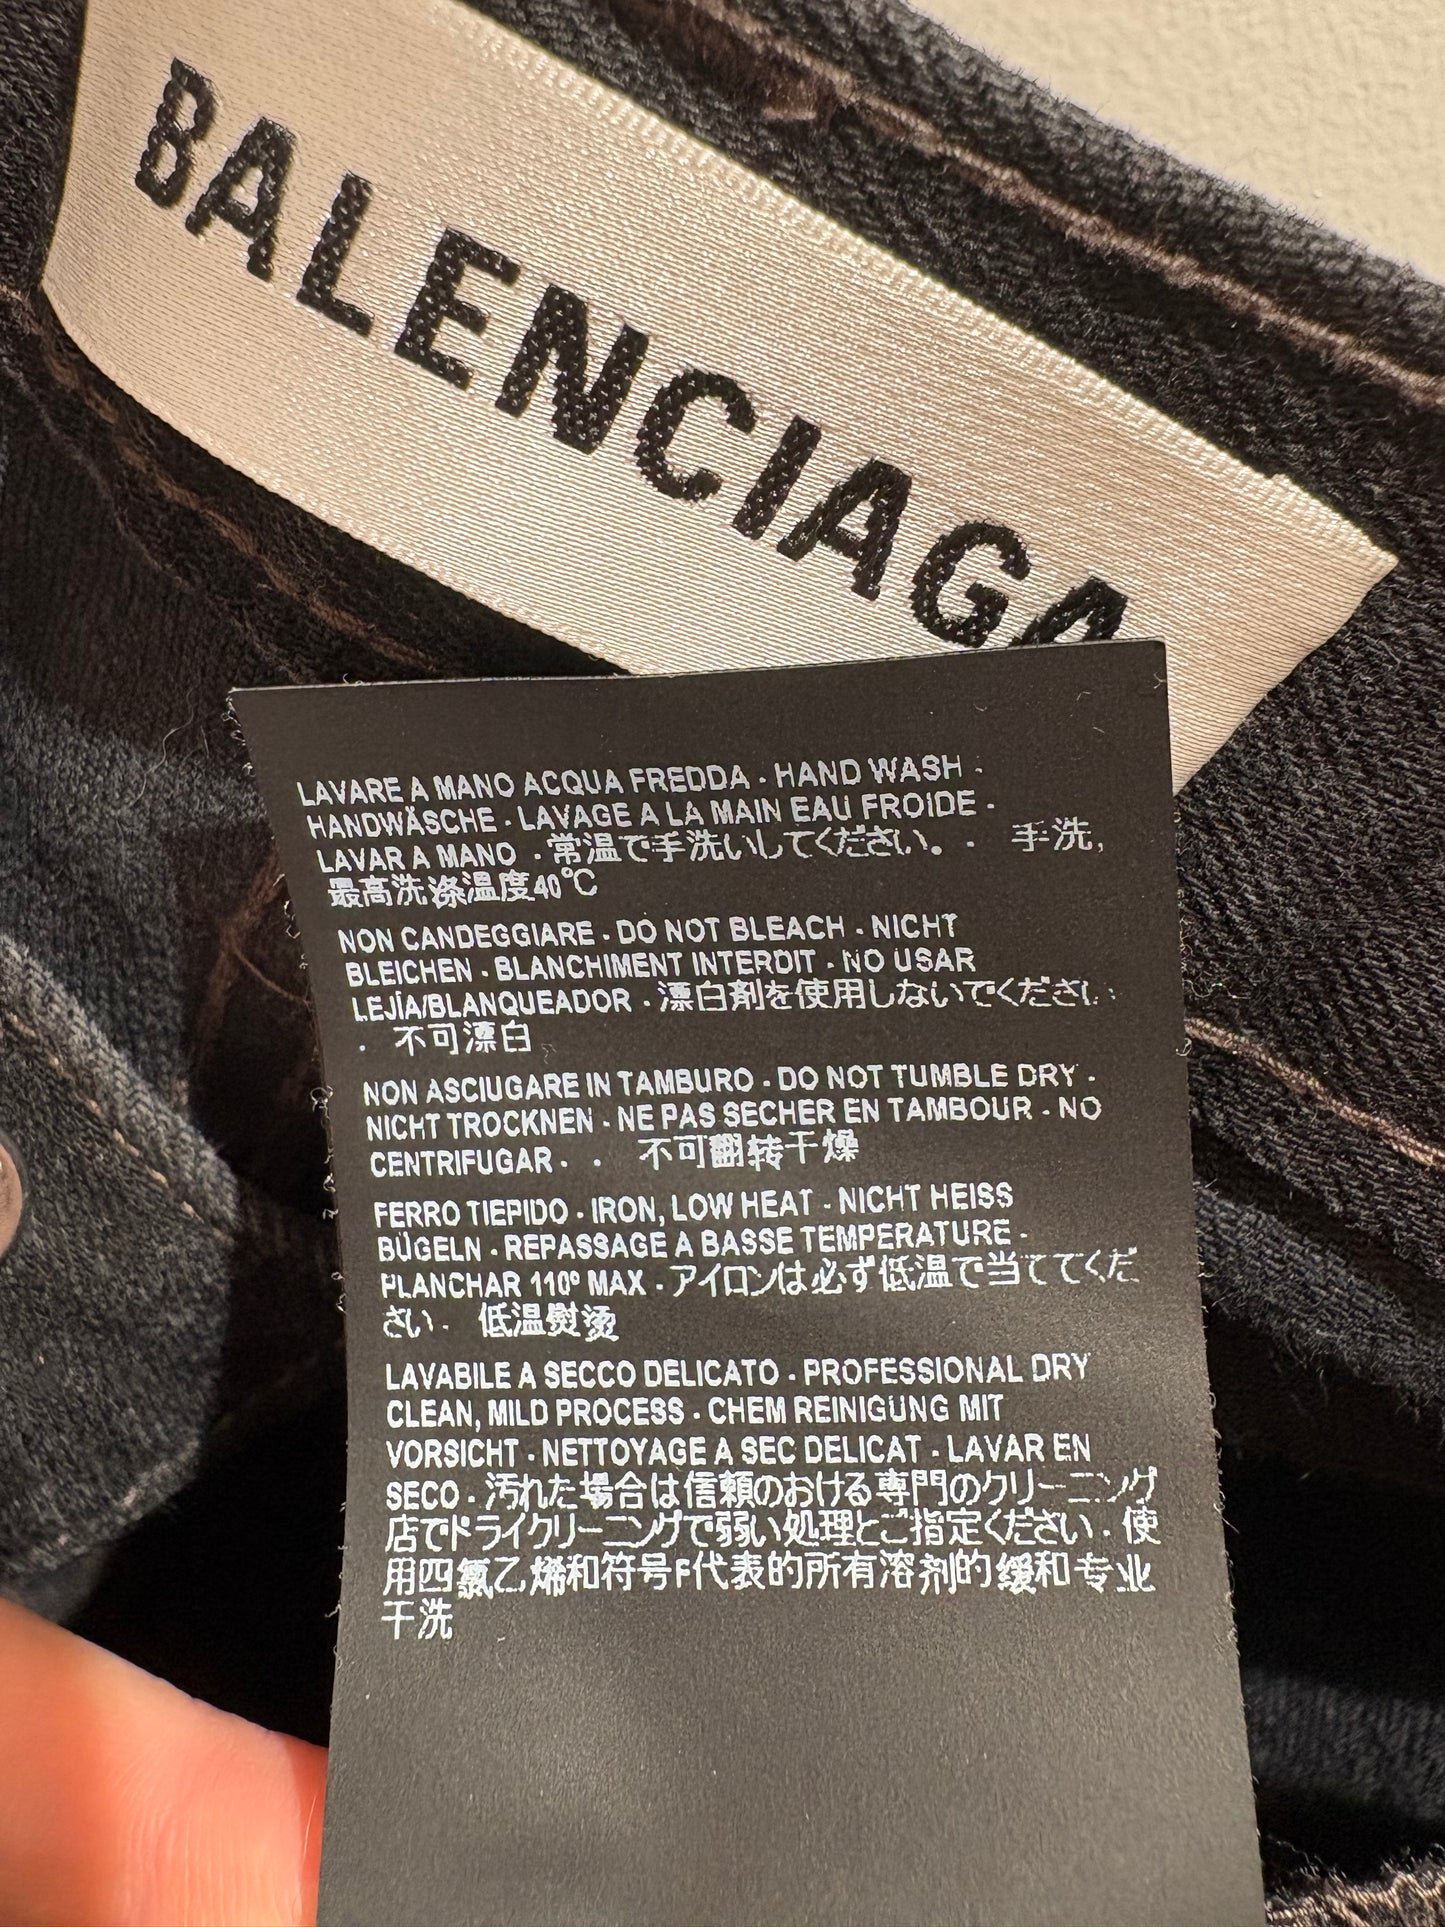 BALENCIAGA
LAVARE A MANO ACQUA FREDDA - HAND WASH -
HANDWÄSCHE - LAVAGE A LA MAIN EAU FROIDE -
LAVAR A MANO - 常温で手洗いしてください。 - 手洗,
最高洗涤温度40°C
NON CANDEGGIARE - DO NOT BLEACH - NICHT
BLEICHEN - BLANCHIMENT INTERDIT - NO USAR
LEJÍA/BLANQUEADOR - 漂白剤を使用しないでください.
. 不可漂白
NON ASCIUGARE IN TAMBURO - DO NOT TUMBLE DRY -
NICHT TROCKNEN - NE PAS SECHER EN TAMBOUR - NO
CENTRIFUGAR - . 不可翻转干燥
FERRO TIEPIDO - IRON, LOW HEAT - NICHT HEISS
BÜGELN - REPASSAGE A BASSE TEMPERATURE -
PLANCHAR 110º MAX - アイロンは必ず低温で当ててくだ
さい. 低温熨烫
LAVABILE A SECCO DELICATO - PROFESSIONAL DRY
CLEAN, MILD PROCESS - CHEM REINIGUNG MIT
VORSICHT - NETTOYAGE A SEC DELICAT - LAVAR EN
SECO - 汚れた場合は信頼のおける専門のクリーニング
店でドライクリーニングで弱い処理とご指定ください. 使
用四氯乙烯和符号F代表的所有溶剂的缓和专业
干洗